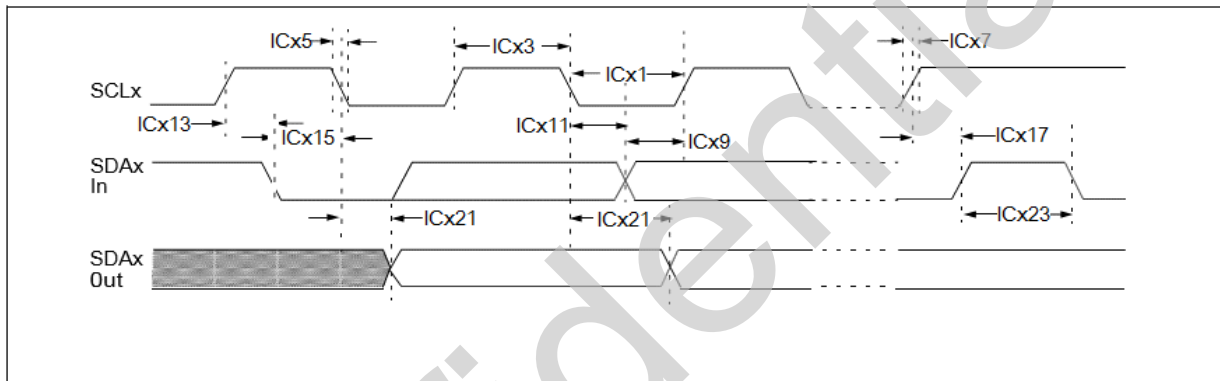 ICx5
ICx3
ICx7
ICx1
SCLx
ICx13
ICx15
ICx11
ICx9
ICx17
SDAx
In
ICx21
ICx21
ICx23
SDAx
Out